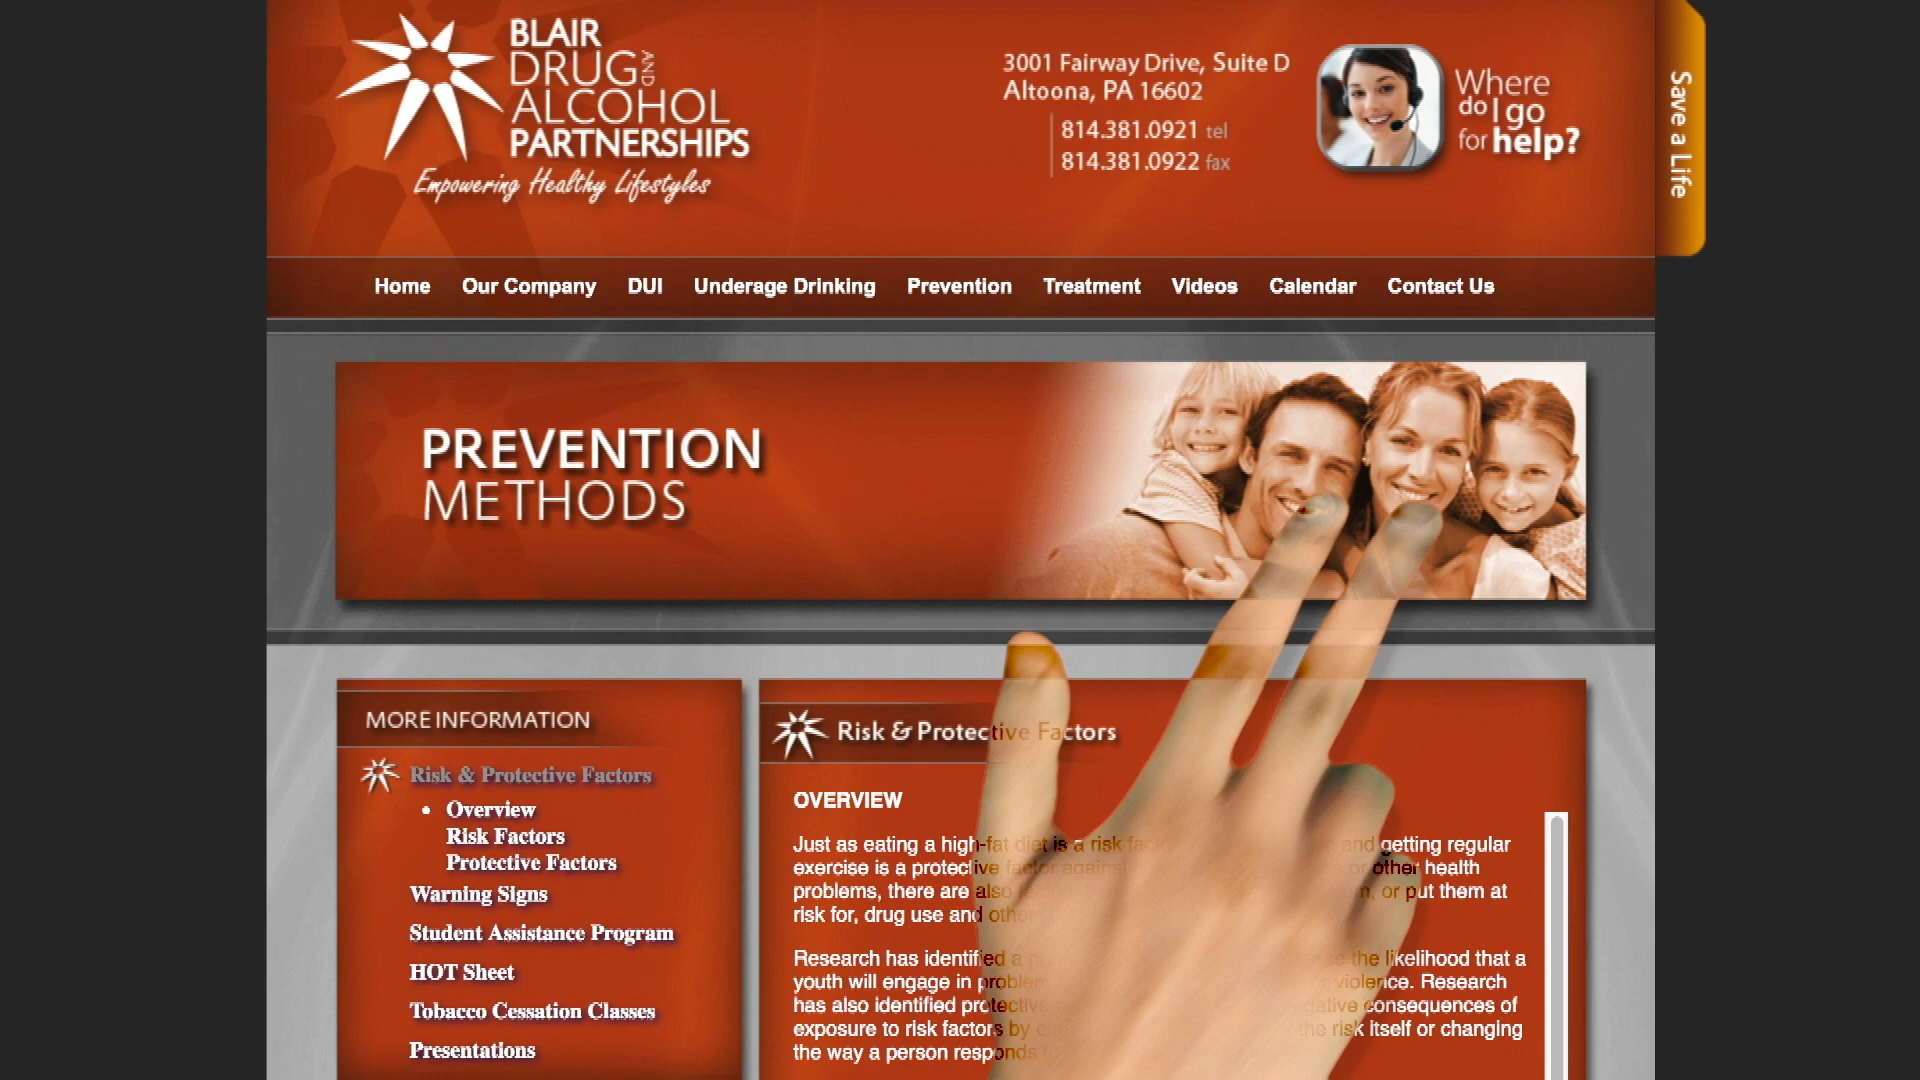 BLAIR
DRUG AND
ALCOHOL
PARTNERSHIPS
Empowering Healthy Lifestyles
3001 Fairway Drive, Suite D
Altoona, PA 16602
814.381.0921 tel
814.381.0922 fax
Where
do I go
for help?
Save a Life
Home Our Company DUI Underage Drinking Prevention Treatment Videos Calendar Contact Us
PREVENTION
METHODS
MORE INFORMATION
Risk & Protective Factors
• Overview
Risk Factors
Protective Factors
Warning Signs
Student Assistance Program
HOT Sheet
Tobacco Cessation Classes
Presentations
Risk & Protective Factors
OVERVIEW
Just as eating a high-fat diet is a risk and getting regular
exercise is a protective factor against or other health
problems, there are also or put them at
risk for, drug use and other
Research has identified a the likelihood that a
youth will engage in problem or violence. Research
has also identified protective negative consequences of
exposure to risk factors by the risk itself or changing
the way a person responds to